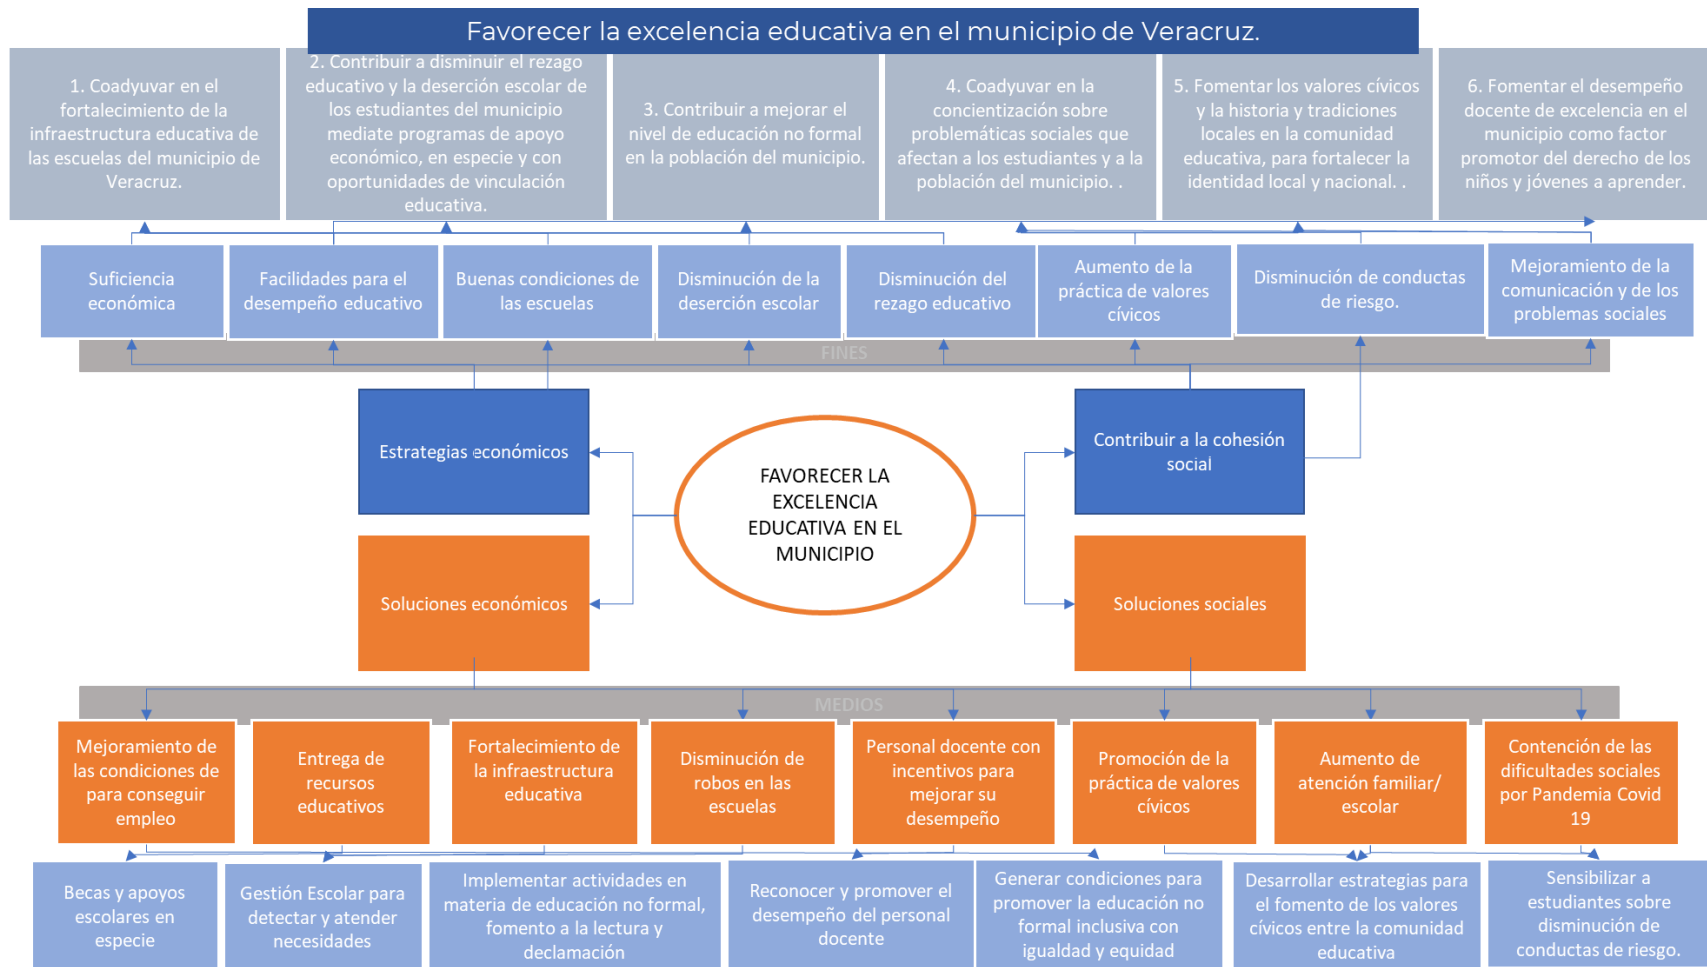 Favorecer la excelencia educativa en el municipio de Veracruz.
1. Coadyuvar en el
fortalecimiento de la
infraestructura educativa de
las escuelas del municipio de
Veracruz.
2. Contribuir a disminuir el rezago
educativo y la deserción escolar de
los estudiantes del municipio
mediate programas de apoyo
económico, en especie y con
oportunidades de vinculación
educativa.
3. Contribuir a mejorar el
nivel de educación no formal
en la población del municipio.
4. Coadyuvar en la
concientización sobre
problemáticas sociales que
afectan a los estudiantes y a la
población del municipio. .
5. Fomentar los valores cívicos
y la historia y tradiciones
locales en la comunidad
educativa, para fortalecer la
identidad local y nacional. .
6. Fomentar el desempeño
docente de excelencia en el
municipio como factor
promotor del derecho de los
niños y jóvenes a aprender.
Suficiencia
económica
Facilidades para el
desempeño educativo
Buenas condiciones de
las escuelas
Disminución de la
deserción escolar
Disminución del
rezago educativo
Aumento de la
práctica de valores
cívicos
Disminución de conductas
de riesgo.
Mejoramiento de la
comunicación y de los
problemas sociales
FINES
Estrategias económicos
FAVORECER LA
EXCELENCIA
EDUCATIVA EN EL
MUNICIPIO
Contribuir a la cohesión
social
Soluciones económicos
Soluciones sociales
MEDIOS
Mejoramiento de
las condiciones de
para conseguir
empleo
Entrega de
recursos
educativos
Fortalecimiento de
la infraestructura
educativa
Disminución de
robos en las
escuelas
Personal docente con
incentivos para
mejorar su
desempeño
Promoción de la
práctica de valores
cívicos
Aumento de
atención familiar/
escolar
Contención de las
dificultades sociales
por Pandemia Covid
19
Becas y apoyos
escolares en
especie
Gestión Escolar para
detectar y atender
necesidades
Implementar actividades en
materia de educación no formal,
fomento a la lectura y
declamación
Reconocer y promover el
desempeño del personal
docente
Generar condiciones para
promover la educación no
formal inclusiva con
igualdad y equidad
Desarrollar estrategias para
el fomento de los valores
cívicos entre la comunidad
educativa
Sensibilizar a
estudiantes sobre
disminución de
conductas de riesgo.